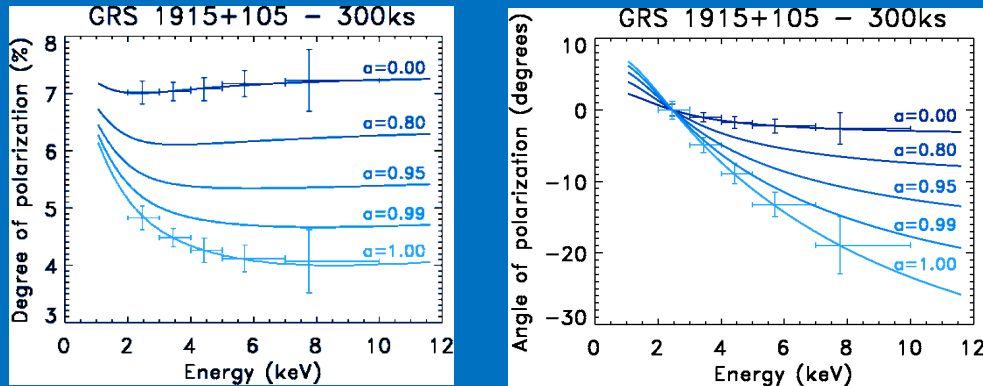 GRS 1915+105 - 300ks
8
7
6
5
4
3
Degree of polarization (%)
a=0.00
a=0.80
a=0.95
a=0.99
a=1.00
0 2 4 6 8 10 12
Energy (keV)
GRS 1915+105 - 300ks
10
0
-10
-20
-30
Angle of polarization (degrees)
a=0.00
a=0.80
a=0.95
a=0.99
a=1.00
0 2 4 6 8 10 12
Energy (keV)